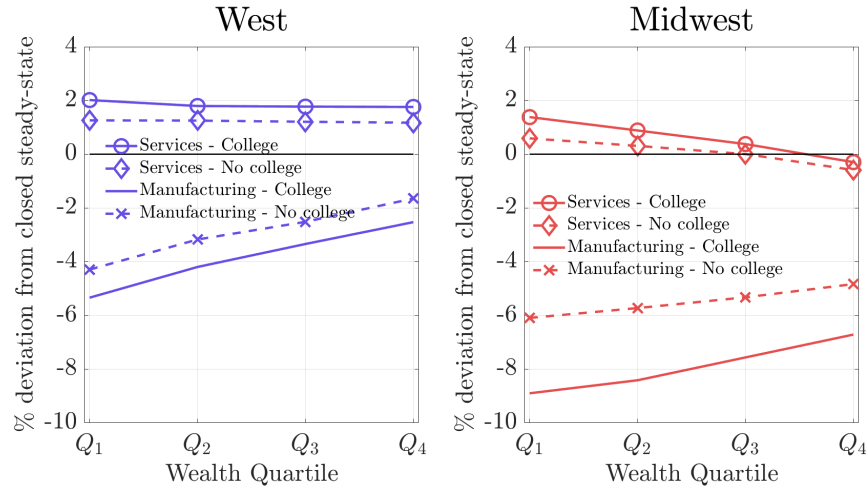 West
% deviation from closed steady-state
4
2
0
-2
-4
-6
-8
-10
Services - College
Services - No college
Manufacturing - College
Manufacturing - No college
Q1 Q2 Q3 Q4
Wealth Quartile
Midwest
% deviation from closed steady-state
4
2
0
-2
-4
-6
-8
-10
Services - College
Services - No college
Manufacturing - College
Manufacturing - No college
Q1 Q2 Q3 Q4
Wealth Quartile